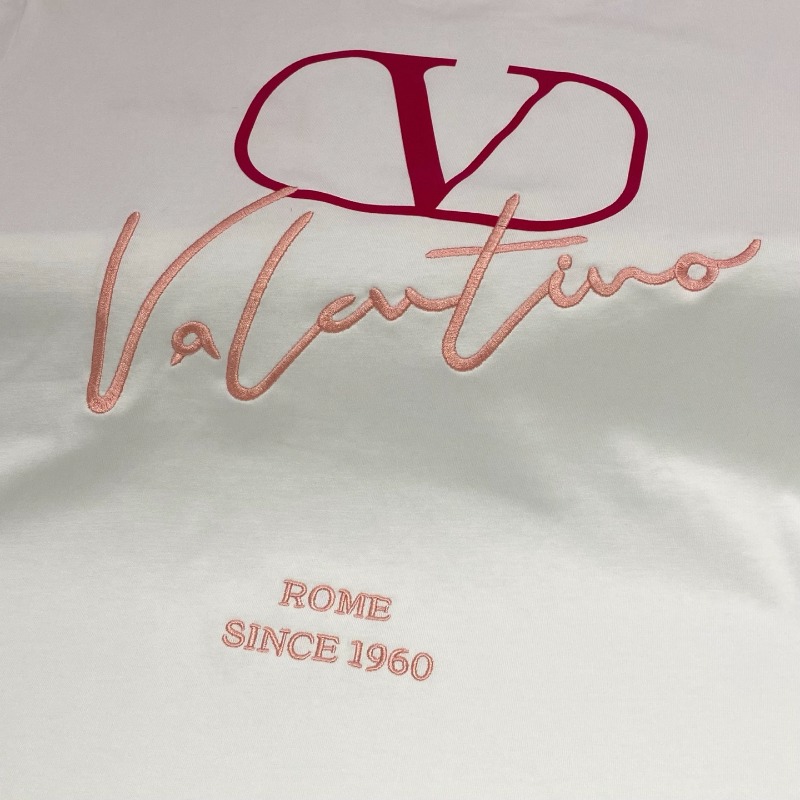 V
Valentino
ROME
SINCE 1960